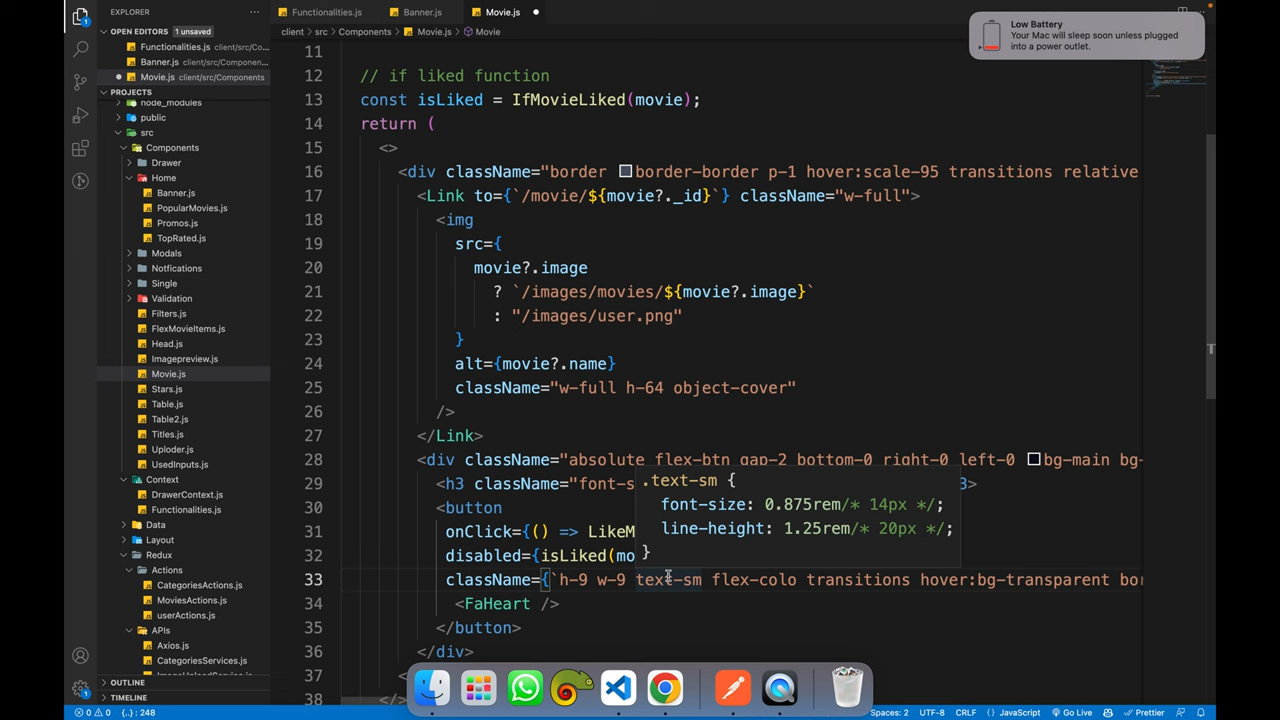 EXPLORER
Functionalities.js
Banner.js
Movie.js
OPEN EDITORS 1 unsaved
Functionalities.js client/src/Co...
Banner.js client/src/Componen...
Movie.js client/src/Components
PROJECTS
node_modules
public
src
Components
Drawer
Home
Banner.js
PopularMovies.js
Promos.js
TopRated.js
Modals
Notfications
Single
Validation
Filters.js
FlexMovieItems.js
Head.js
Imagepreview.js
Movie.js
Stars.js
Table.js
Table2.js
Titles.js
Uploder.js
UsedInputs.js
Context
DrawerContext.js
Functionalities.js
Data
Layout
Redux
Actions
CategoriesActions.js
MoviesActions.js
userActions.js
APIs
Axios.js
CategoriesServices.js
OUTLINE
TIMELINE
client > src > Components > Movie.js > Movie
Low Battery
Your Mac will sleep soon unless plugged
into a power outlet.
11
12 // if liked function
13 const isLiked = IfMovieLiked(movie);
14 return (
15 <>
16 <div className="border border-border p-1 hover:scale-95 transitions relative
17 <Link to={`/movie/${movie?._id}`} className="w-full">
18 <img
19 src={
20 movie?.image
21 ? `/images/movies/${movie?.image}`
22 : "/images/user.png"
23 }
24 alt={movie?.name}
25 className="w-full h-64 object-cover"
26 />
27 </Link>
28 <div className="absolute flex-btn gap-2 bottom-0 right-0 left-0 bg-main bg-
29 <h3 className="font-s 3>
30 <button
31 onClick={() => LikeM
32 disabled={isLiked(mo
33 className={`h-9 w-9 text-sm flex-colo transitions hover:bg-transparent bor
34 <FaHeart />
35 </button>
36 </div>
37
38
.text-sm {
font-size: 0.875rem/* 14px */;
line-height: 1.25rem/* 20px */;
}
0 0 {..} : 248
Spaces: 2 UTF-8 CRLF {} JavaScript Go Live Prettier